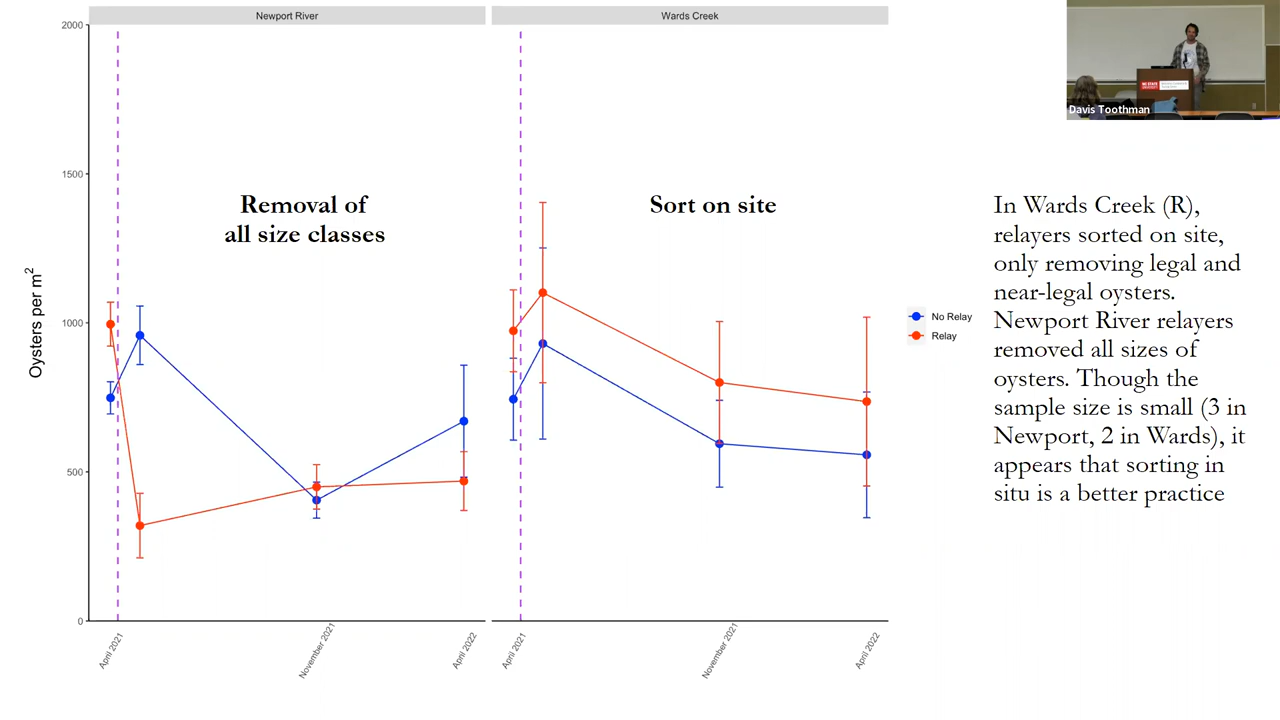 Newport River
Wards Creek
2000
1500
1000
500
0
Oysters per m²
Removal of
all size classes
Sort on site
April 2021
November 2021
April 2022
April 2021
November 2021
April 2022
No Relay
Relay
Davis Toothman
In Wards Creek (R),
relayers sorted on site,
only removing legal and
near-legal oysters.
Newport River relayers
removed all sizes of
oysters. Though the
sample size is small (3 in
Newport, 2 in Wards), it
appears that sorting in
situ is a better practice